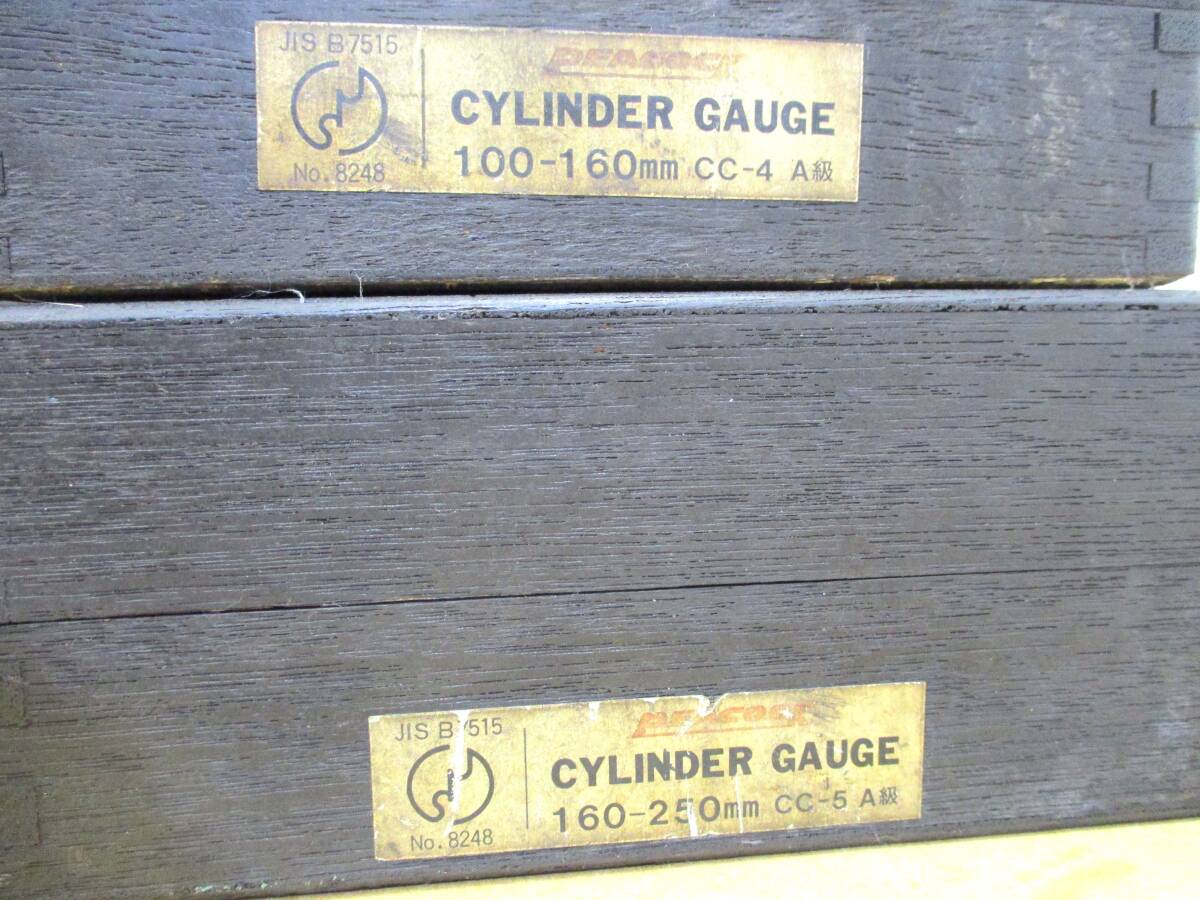 JIS B7515
No. 8248
PEACOCK
CYLINDER GAUGE
100-160mm CC-4 A級
JIS B7515
No. 8248
PEACOCK
CYLINDER GAUGE
160-250mm CC-5 A級